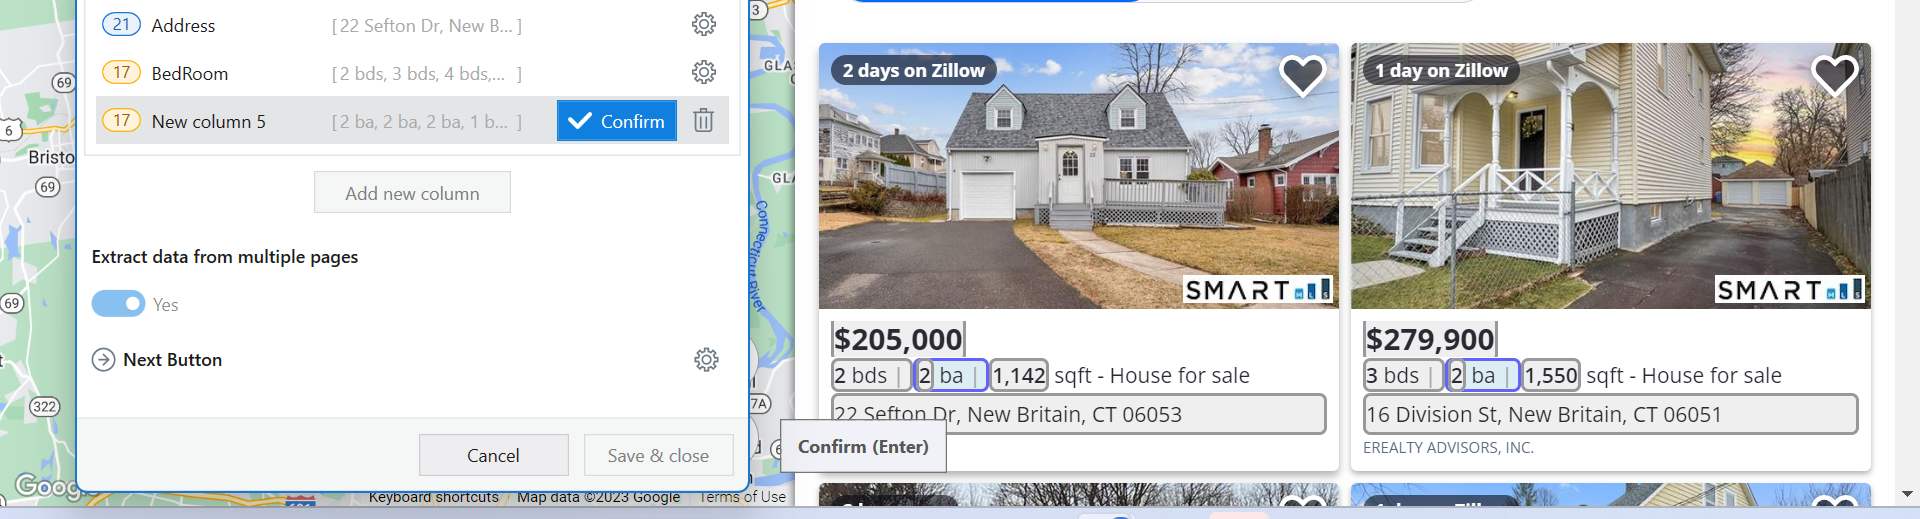 21 Address [ 22 Sefton Dr, New B... ]
17 BedRoom [ 2 bds, 3 bds, 4 bds,... ]
17 New column 5 [ 2 ba, 2 ba, 2 ba, 1 b... ] Confirm
Add new column
Extract data from multiple pages
Yes
Next Button
Cancel Save & close
Confirm (Enter)
3
69
6
Bristo
69
69
322
GLA
Connecticut River
7A
Google
Keyboard shortcuts Map data ©2023 Google Terms of Use
2 days on Zillow
SMART MLS
$205,000
2 bds | 2 ba | 1,142 sqft - House for sale
22 Sefton Dr, New Britain, CT 06053
1 day on Zillow
SMART MLS
$279,900
3 bds | 2 ba | 1,550 sqft - House for sale
16 Division St, New Britain, CT 06051
EREALTY ADVISORS, INC.